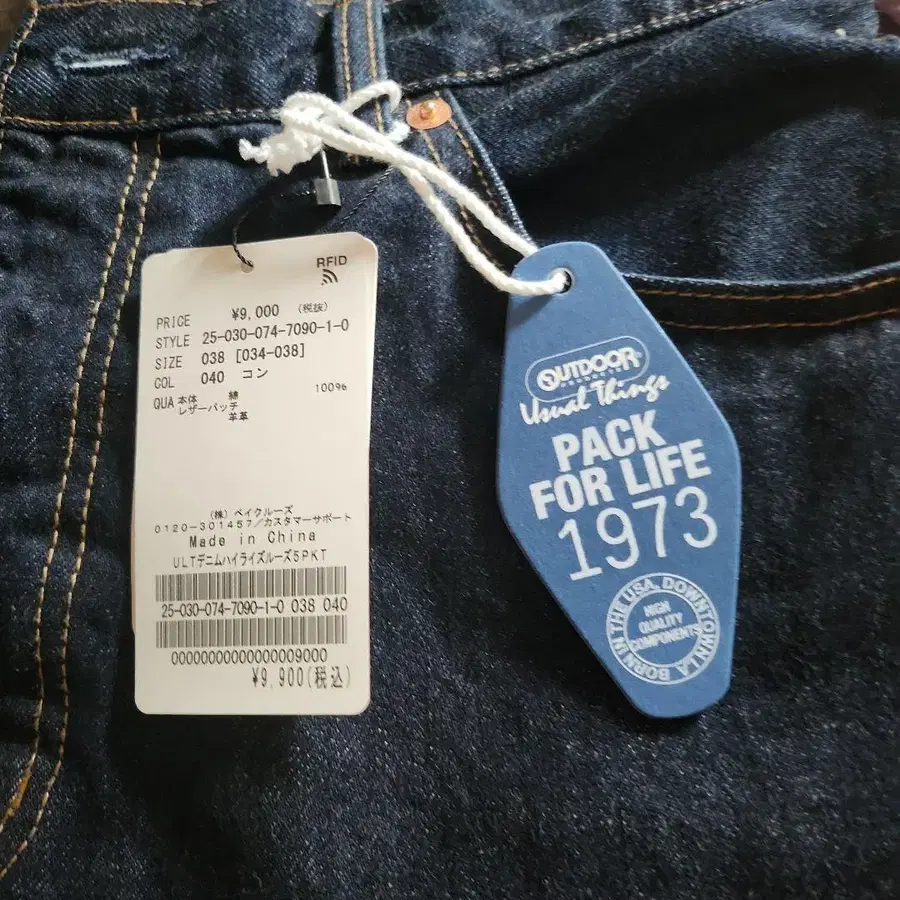 RFID
PRICE ¥9,000 (税抜)
STYLE 25-030-074-7090-1-0
SIZE 038 [034-038]
COL 040 コン
QUA 本体 綿 100%
レザーパッチ
羊革
(株) ベイクルーズ
0120-301457/カスタマーサポート
Made in China
ULTデニムハイライズルーズ5PKT
25-030-074-7090-1-0 038 040
00000000000000009000
¥9,900(税込)
OUTDOOR
PRODUCTS
Usual Things
PACK
FOR LIFE
1973
BORN IN THE USA, DOWNTOWN L.A.
HIGH
QUALITY
COMPONENTS